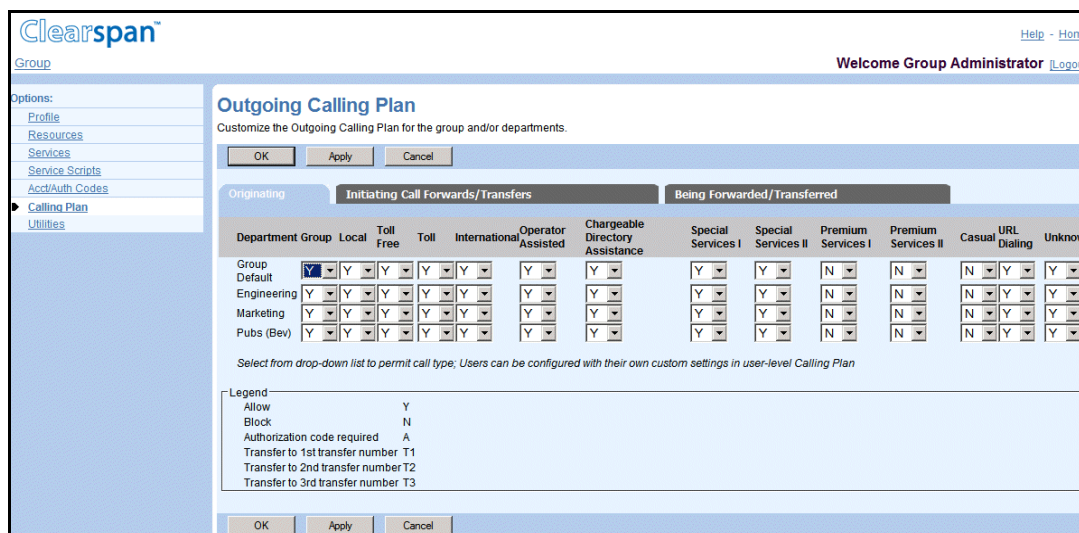 Clearspan™
Help - Hom
Group
Welcome Group Administrator [Logou
Options:
Profile
Resources
Services
Service Scripts
Acct/Auth Codes
Calling Plan
Utilities
Outgoing Calling Plan
Customize the Outgoing Calling Plan for the group and/or departments.
OK Apply Cancel
Originating Initiating Call Forwards/Transfers Being Forwarded/Transferred
Department Group Local Toll Free Toll International Operator Assisted Chargeable Directory Assistance Special Services I Special Services II Premium Services I Premium Services II Casual URL Dialing Unknow
Group Default Y Y Y Y Y Y Y Y Y N N N Y Y
Engineering Y Y Y Y Y Y Y Y Y N N N Y Y
Marketing Y Y Y Y Y Y Y Y Y N N N Y Y
Pubs (Bev) Y Y Y Y Y Y Y Y Y N N N Y Y
Select from drop-down list to permit call type; Users can be configured with their own custom settings in user-level Calling Plan
Legend
Allow Y
Block N
Authorization code required A
Transfer to 1st transfer number T1
Transfer to 2nd transfer number T2
Transfer to 3rd transfer number T3
OK Apply Cancel